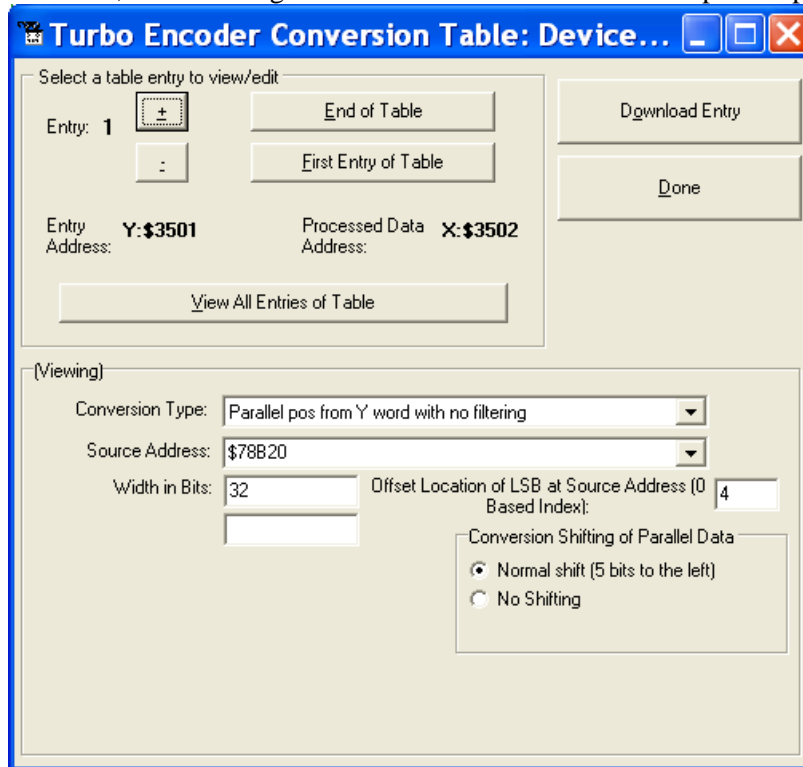 Turbo Encoder Conversion Table: Device...
Select a table entry to view/edit
Entry: 1
+
End of Table
Download Entry
-
First Entry of Table
Done
Entry Address: Y:$3501
Processed Data Address: X:$3502
View All Entries of Table
(Viewing)
Conversion Type: Parallel pos from Y word with no filtering
Source Address: $78B20
Width in Bits: 32
Offset Location of LSB at Source Address (0 Based Index): 4
Conversion Shifting of Parallel Data
Normal shift (5 bits to the left)
No Shifting